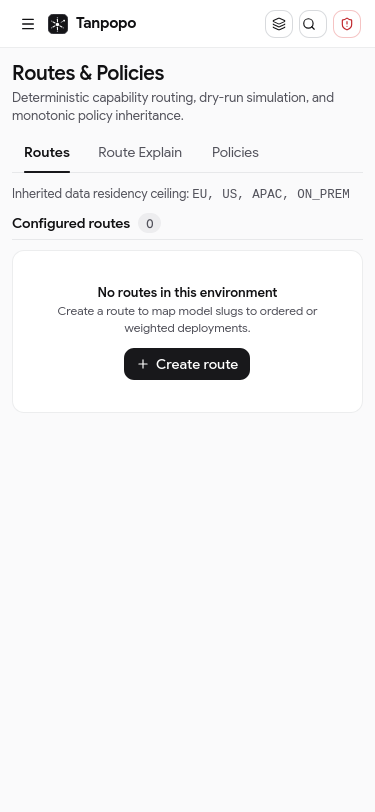 Tanpopo
Routes & Policies
Deterministic capability routing, dry-run simulation, and
monotonic policy inheritance.
Routes
Route Explain
Policies
Inherited data residency ceiling: EU, US, APAC, ON_PREM
Configured routes 0
No routes in this environment
Create a route to map model slugs to ordered or
weighted deployments.
+ Create route